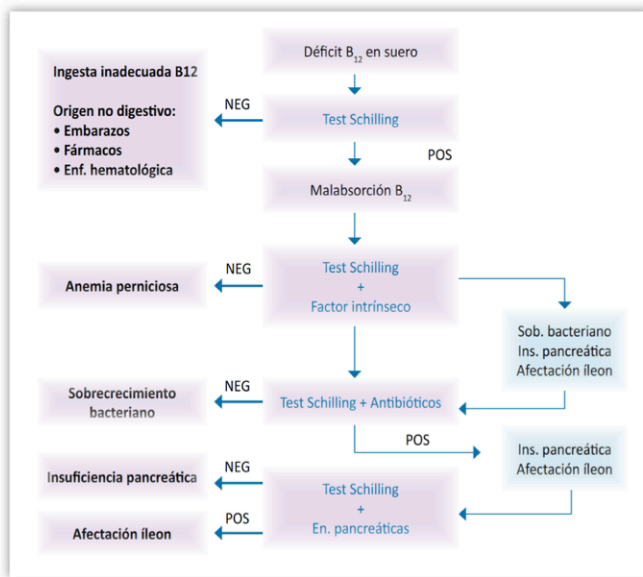 Déficit B12 en suero
Ingesta inadecuada B12
Origen no digestivo:
• Embarazos
• Fármacos
• Enf. hematológica
NEG
Test Schilling
POS
Malabsorción B12
NEG
Anemia perniciosa
Test Schilling
+
Factor intrínseco
Sob. bacteriano
Ins. pancreática
Afectación íleon
NEG
Sobrecrecimiento
bacteriano
Test Schilling + Antibióticos
POS
Ins. pancreática
Afectación íleon
NEG
Insuficiencia pancreática
Test Schilling
+
En. pancreáticas
POS
Afectación íleon